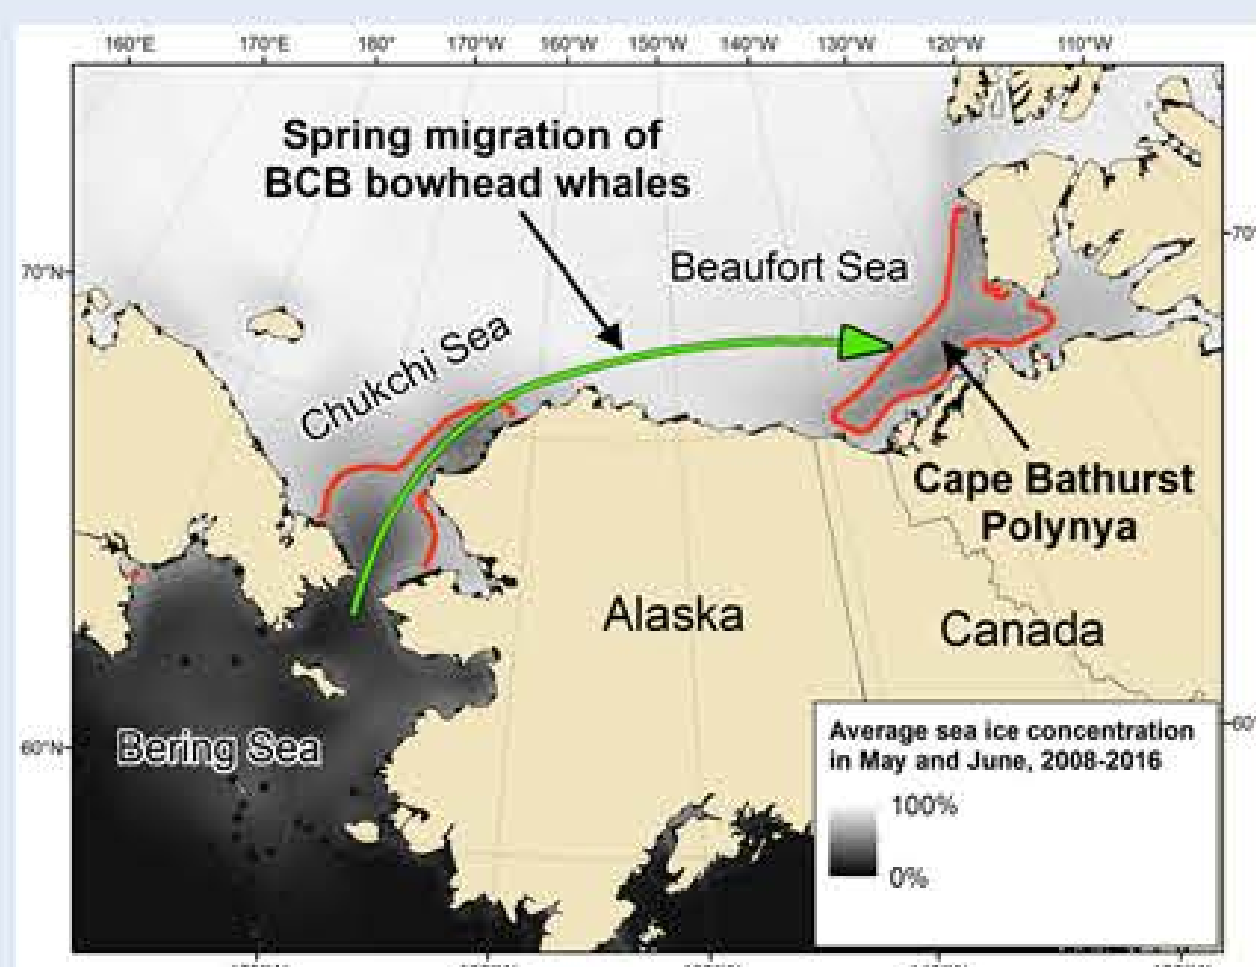 160°E 170°E 180° 170°W 160°W 150°W 140°W 130°W 120°W 110°W
Spring migration of
BCB bowhead whales
70°N
70°
Beaufort Sea
Chukchi Sea
Cape Bathurst
Polynya
Alaska
Canada
Bering Sea
60°N
60°
Average sea ice concentration
in May and June, 2008-2016
100%
0%